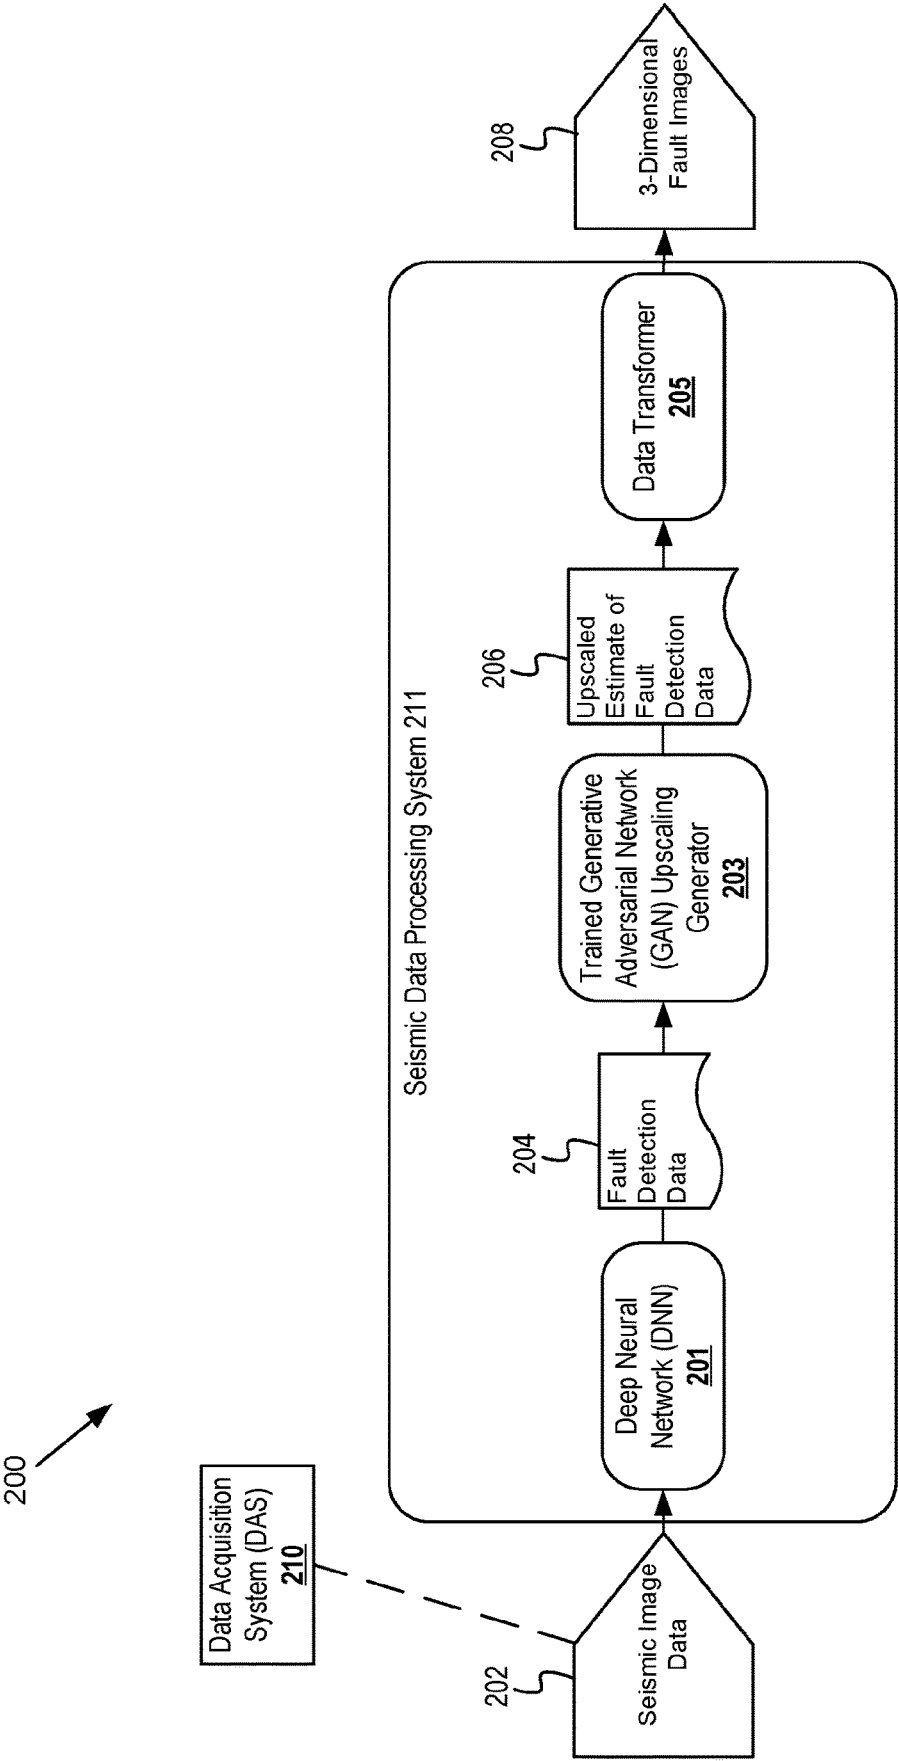 200
Data Acquisition
System (DAS)
210
Seismic Data Processing System 211
202
Seismic Image
Data
Deep Neural
Network (DNN)
201
204
Fault
Detection
Data
Trained Generative
Adversarial Network
(GAN) Upscaling
Generator
203
206
Upscaled
Estimate of
Fault
Detection
Data
Data Transformer
205
208
3-Dimensional
Fault Images